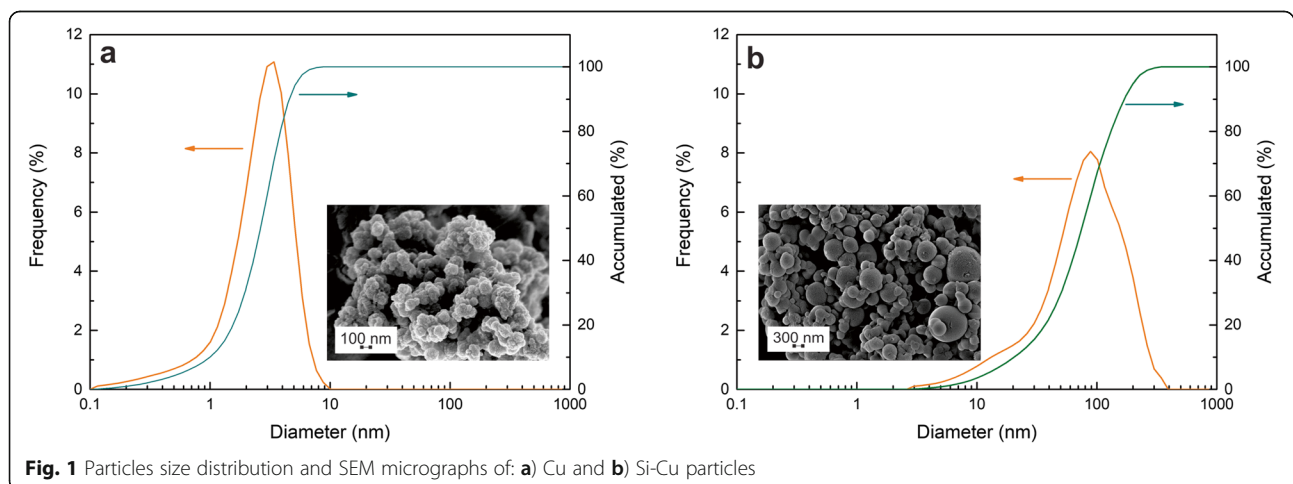 a
12
10
8
6
4
2
0
Frequency (%)
100
80
60
40
20
0
Accumulated (%)
100 nm
0.1 1 10 100 1000
Diameter (nm)
b
12
10
8
6
4
2
0
Frequency (%)
100
80
60
40
20
0
Accumulated (%)
300 nm
0.1 1 10 100 1000
Diameter (nm)
Fig. 1 Particles size distribution and SEM micrographs of: a) Cu and b) Si-Cu particles